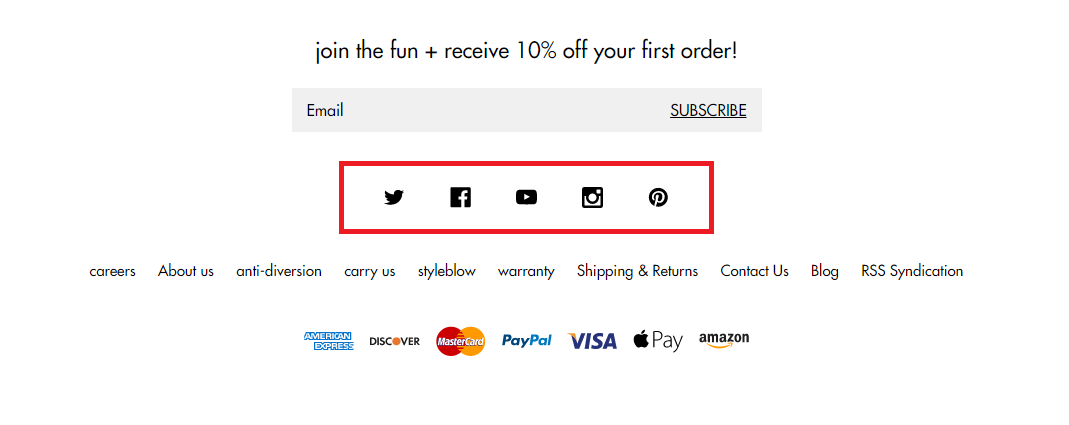 join the fun + receive 10% off your first order!
Email SUBSCRIBE
careers About us anti-diversion carry us styleblow warranty Shipping & Returns Contact Us Blog RSS Syndication
AMERICAN EXPRESS DISCOVER MasterCard PayPal VISA Pay amazon